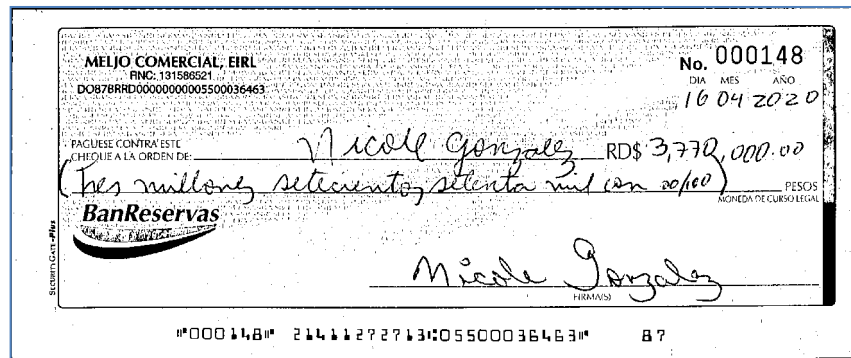 MELJO COMERCIAL, EIRL
No. 000148
RNC: 131586521
DIA MES AÑO
DO87BRRD00000000005500036463
16 04 2020
PAGUESE CONTRA ESTE
CHEQUE A LA ORDEN DE: Nicole Gonzalez RD$ 3,770,000.00
(Tres millones setecientos setenta mil con 00/100) PESOS
MONEDA DE CURSO LEGAL
BanReservas
Nicole Gonzalez
FIRMA(S)
SECURITY GATE-Plus
⑈000148⑈ 21411272713⑆05500036463⑈ 87